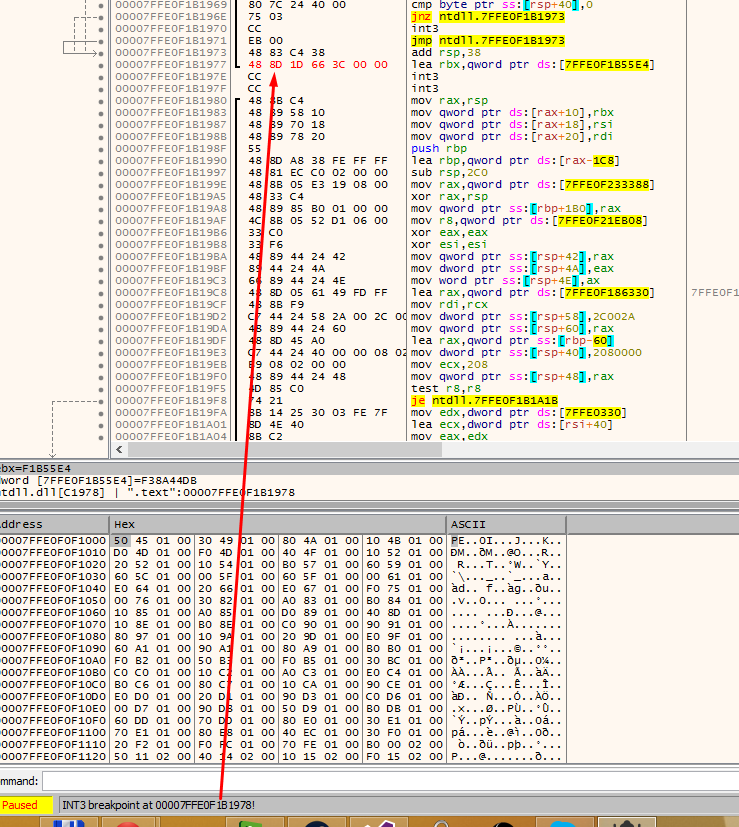 00007FFE0F1B1969 80 7C 24 40 00 cmp byte ptr ss:[rsp+40],0
00007FFE0F1B196E 75 03 jnz ntdll.7FFE0F1B1973
00007FFE0F1B1970 CC int3
00007FFE0F1B1971 EB 00 jmp ntdll.7FFE0F1B1973
00007FFE0F1B1973 48 83 C4 38 add rsp,38
00007FFE0F1B1977 48 8D 1D 66 3C 00 00 lea rbx,qword ptr ds:[7FFE0F1B55E4]
00007FFE0F1B197E CC int3
00007FFE0F1B197F CC int3
00007FFE0F1B1980 48 8B C4 mov rax,rsp
00007FFE0F1B1983 48 89 58 10 mov qword ptr ds:[rax+10],rbx
00007FFE0F1B1987 48 89 70 18 mov qword ptr ds:[rax+18],rsi
00007FFE0F1B198B 48 89 78 20 mov qword ptr ds:[rax+20],rdi
00007FFE0F1B198F 55 push rbp
00007FFE0F1B1990 48 8D A8 38 FE FF FF lea rbp,qword ptr ds:[rax-1C8]
00007FFE0F1B1997 48 81 EC C0 02 00 00 sub rsp,2C0
00007FFE0F1B199E 48 8B 05 E3 19 08 00 mov rax,qword ptr ds:[7FFE0F233388]
00007FFE0F1B19A5 48 33 C4 xor rax,rsp
00007FFE0F1B19A8 48 89 85 B0 01 00 00 mov qword ptr ss:[rbp+1B0],rax
00007FFE0F1B19AF 4C 8B 05 52 D1 06 00 mov r8,qword ptr ds:[7FFE0F21EB08]
00007FFE0F1B19B6 33 C0 xor eax,eax
00007FFE0F1B19B8 33 F6 xor esi,esi
00007FFE0F1B19BA 48 89 44 24 42 mov qword ptr ss:[rsp+42],rax
00007FFE0F1B19BF 89 44 24 4A mov dword ptr ss:[rsp+4A],eax
00007FFE0F1B19C3 66 89 44 24 4E mov word ptr ss:[rsp+4E],ax
00007FFE0F1B19C8 48 8D 05 61 49 FD FF lea rax,qword ptr ds:[7FFE0F186330] 7FFE0F1
00007FFE0F1B19CF 48 8B F9 mov rdi,rcx
00007FFE0F1B19D2 C7 44 24 58 2A 00 2C 00 mov dword ptr ss:[rsp+58],2C002A
00007FFE0F1B19DA 48 89 44 24 60 mov qword ptr ss:[rsp+60],rax
00007FFE0F1B19DF 48 8D 45 A0 lea rax,qword ptr ss:[rbp-60]
00007FFE0F1B19E3 C7 44 24 40 00 00 08 02 mov dword ptr ss:[rsp+40],2080000
00007FFE0F1B19EB B9 08 02 00 00 mov ecx,208
00007FFE0F1B19F0 48 89 44 24 48 mov qword ptr ss:[rsp+48],rax
00007FFE0F1B19F5 4D 85 C0 test r8,r8
00007FFE0F1B19F8 74 21 je ntdll.7FFE0F1B1A1B
00007FFE0F1B19FA 8B 14 25 30 03 FE 7F mov edx,dword ptr ds:[7FFE0330]
00007FFE0F1B1A01 8D 4E 40 lea ecx,dword ptr ds:[rsi+40]
00007FFE0F1B1A04 8B C2 mov eax,edx
ebx=F1B55E4
dword [7FFE0F1B55E4]=F38A44DB
ntdll.dll[C1978] | ".text":00007FFE0F1B1978
Address Hex ASCII
00007FFE0F0F1000 50 45 01 00 30 49 01 00 80 4A 01 00 10 4B 01 00 PE..OI...J...K..
00007FFE0F0F1010 D0 4D 01 00 F0 4D 01 00 40 4F 01 00 10 52 01 00 ÐM..ðM..@O...R..
00007FFE0F0F1020 20 52 01 00 10 54 01 00 B0 57 01 00 60 59 01 00 R...T..°W..`Y..
00007FFE0F0F1030 60 5C 01 00 00 5F 01 00 60 5F 01 00 00 61 01 00 `\..._..`_...a..
00007FFE0F0F1040 E0 64 01 00 20 66 01 00 E0 67 01 00 F0 75 01 00 àd.. f..àg..ðu..
00007FFE0F0F1050 00 76 01 00 30 82 01 00 A0 83 01 00 B0 84 01 00
00007FFE0F0F1060 10 85 01 00 A0 85 01 00 D0 89 01 00 40 8D 01 00
00007FFE0F0F1070 10 8E 01 00 B0 8E 01 00 C0 90 01 00 90 91 01 00
00007FFE0F0F1080 80 97 01 00 10 9A 01 00 20 9D 01 00 E0 9F 01 00
00007FFE0F0F1090 60 A1 01 00 90 A1 01 00 80 A9 01 00 B0 B0 01 00
00007FFE0F0F10A0 F0 B2 01 00 50 B3 01 00 F0 B5 01 00 30 BC 01 00
00007FFE0F0F10B0 C0 C0 01 00 10 C2 01 00 A0 C3 01 00 E0 C4 01 00
00007FFE0F0F10C0 B0 C6 01 00 80 C7 01 00 10 CA 01 00 90 CE 01 00
00007FFE0F0F10D0 E0 D0 01 00 20 D1 01 00 90 D3 01 00 C0 D6 01 00
00007FFE0F0F10E0 00 D7 01 00 90 D8 01 00 50 D9 01 00 B0 DB 01 00
00007FFE0F0F10F0 60 DD 01 00 70 DD 01 00 80 E0 01 00 30 E1 01 00
00007FFE0F0F1100 70 E1 01 00 80 E8 01 00 40 EC 01 00 30 F0 01 00
00007FFE0F0F1110 20 F2 01 00 F0 FC 01 00 70 FE 01 00 B0 00 02 00
00007FFE0F0F1120 50 11 02 00 40 14 02 00 10 15 02 00 F0 15 02 00
mmand:
Paused INT3 breakpoint at 00007FFE0F1B1978!